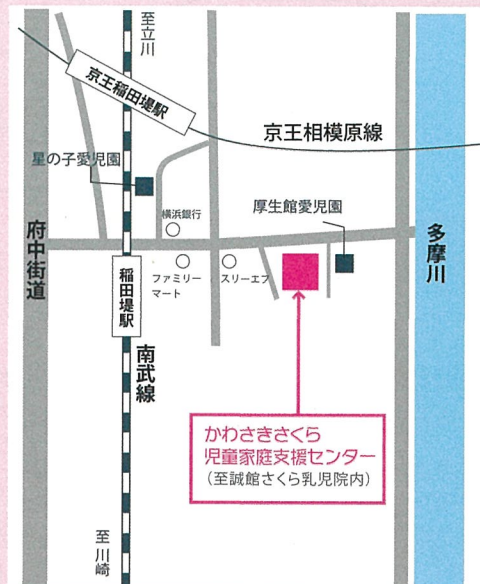 至立川
京王稲田堤駅
京王相模原線
星の子愛児園
横浜銀行
厚生館愛児園
府中街道
多摩川
稲田堤駅
ファミリー
マート
スリーエフ
南武線
かわさきさくら
児童家庭支援センター
（至誠館さくら乳児院内）
至川崎